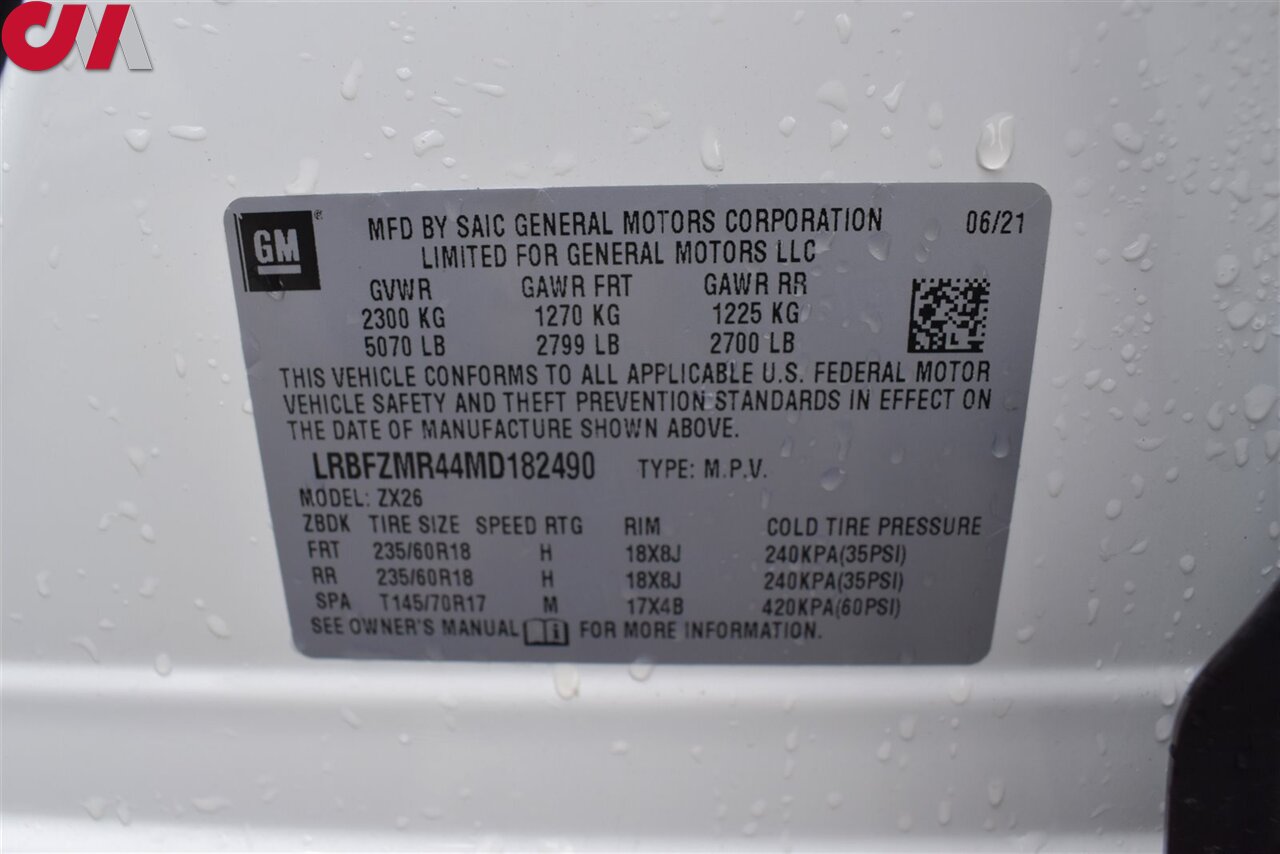 CM
GM
MFD BY SAIC GENERAL MOTORS CORPORATION 06/21
LIMITED FOR GENERAL MOTORS LLC
GVWR GAWR FRT GAWR RR
2300 KG 1270 KG 1225 KG
5070 LB 2799 LB 2700 LB
THIS VEHICLE CONFORMS TO ALL APPLICABLE U.S. FEDERAL MOTOR
VEHICLE SAFETY AND THEFT PREVENTION STANDARDS IN EFFECT ON
THE DATE OF MANUFACTURE SHOWN ABOVE.
LRBFZMR44MD182490 TYPE: M.P.V.
MODEL: ZX26
ZBDK TIRE SIZE SPEED RTG RIM COLD TIRE PRESSURE
FRT 235/60R18 H 18X8J 240KPA(35PSI)
RR 235/60R18 H 18X8J 240KPA(35PSI)
SPA T145/70R17 M 17X4B 420KPA(60PSI)
SEE OWNER'S MANUAL FOR MORE INFORMATION.